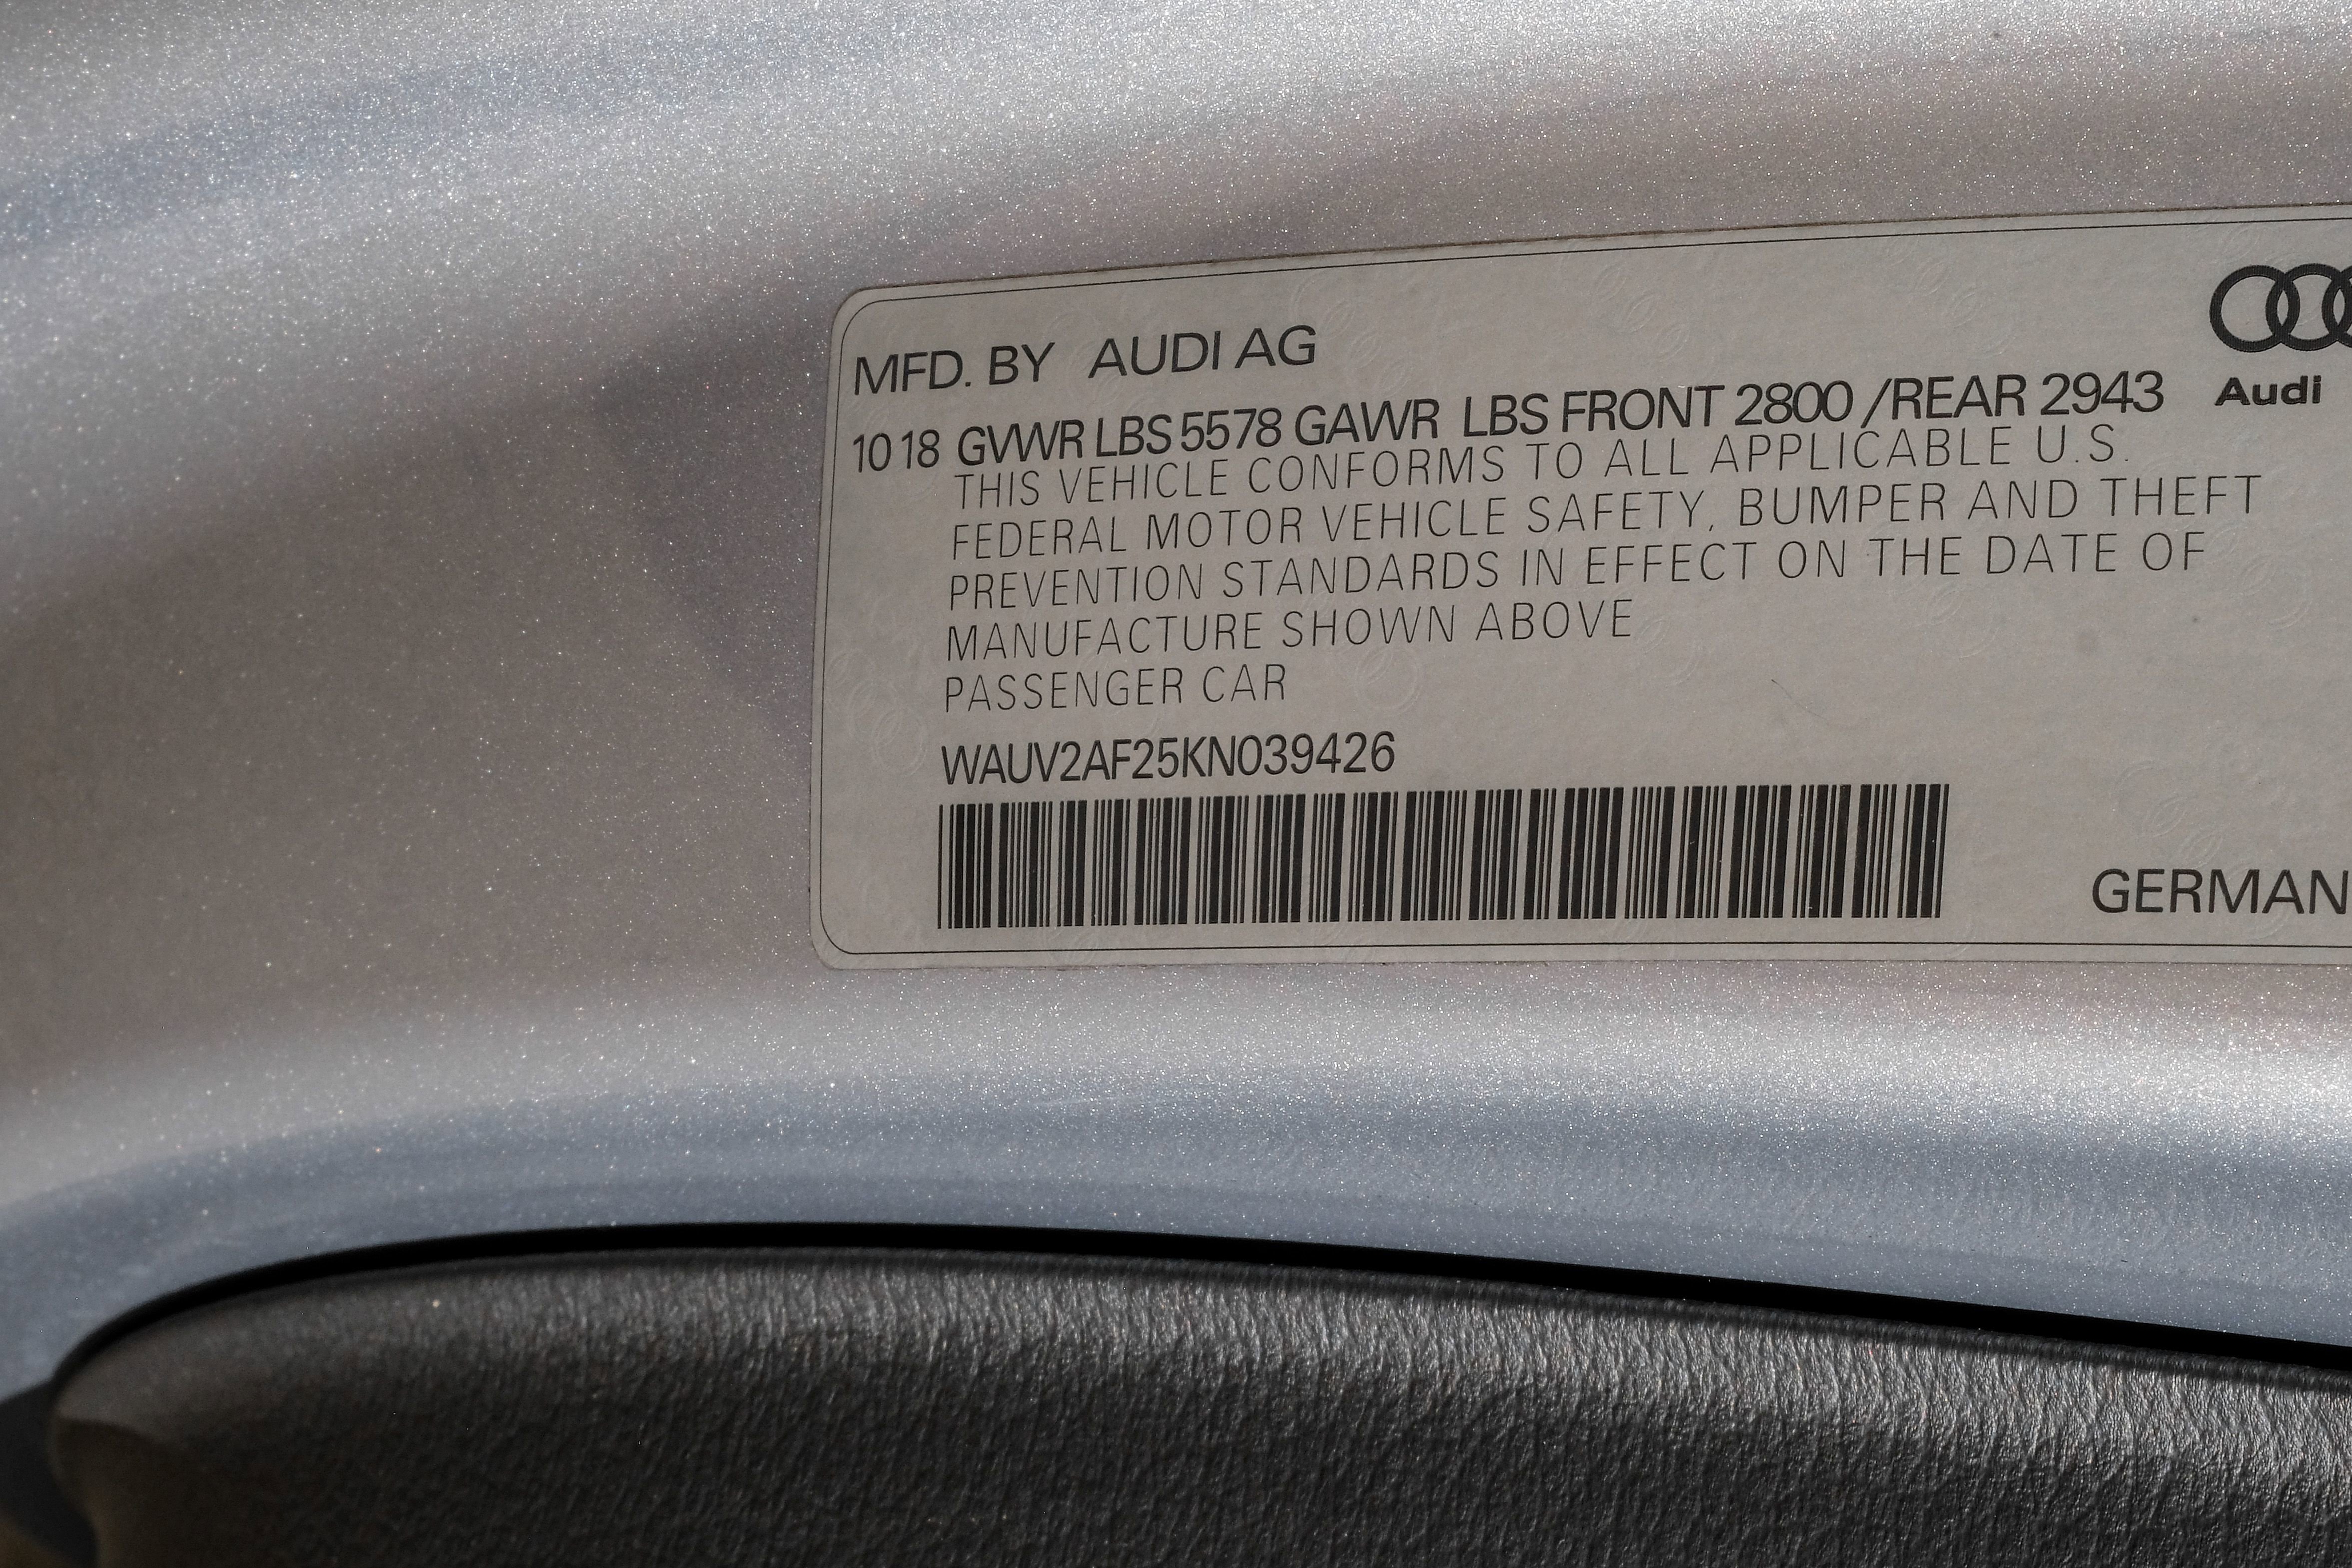 MFD. BY AUDI AG
Audi
10 18 GVWR LBS 5578 GAWR LBS FRONT 2800 /REAR 2943
THIS VEHICLE CONFORMS TO ALL APPLICABLE U.S.
FEDERAL MOTOR VEHICLE SAFETY, BUMPER AND THEFT
PREVENTION STANDARDS IN EFFECT ON THE DATE OF
MANUFACTURE SHOWN ABOVE
PASSENGER CAR
WAUV2AF25KN039426
GERMAN